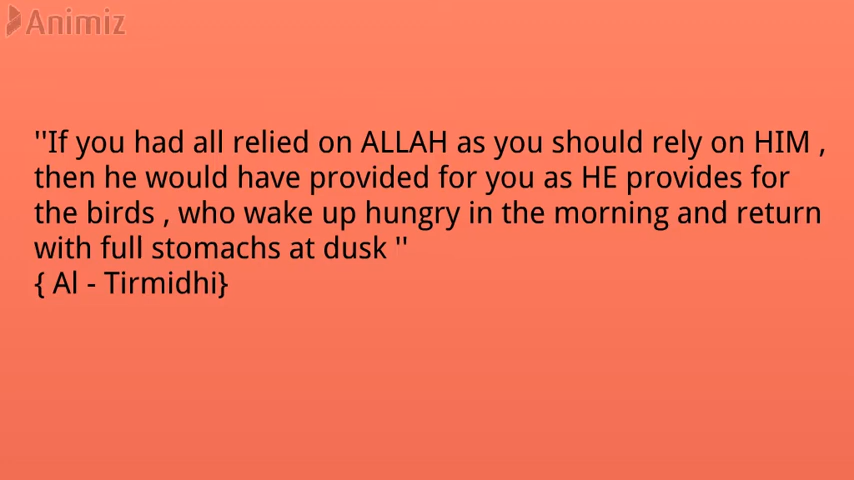 Animiz
''If you had all relied on ALLAH as you should rely on HIM ,
then he would have provided for you as HE provides for
the birds , who wake up hungry in the morning and return
with full stomachs at dusk ''
{ Al - Tirmidhi}